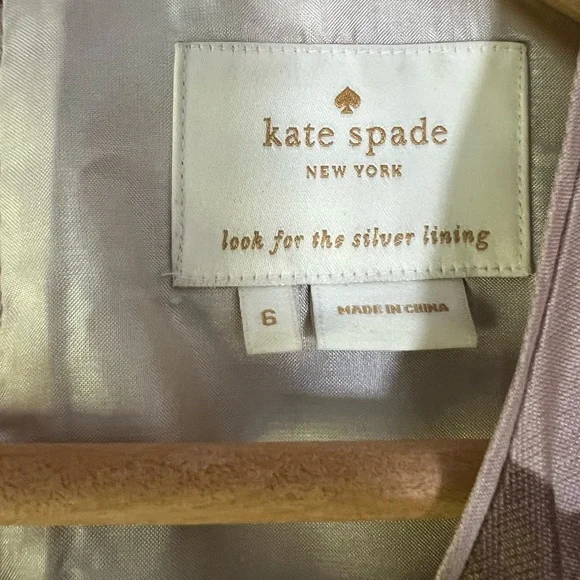 kate spade
NEW YORK
look for the silver lining
6
MADE IN CHINA